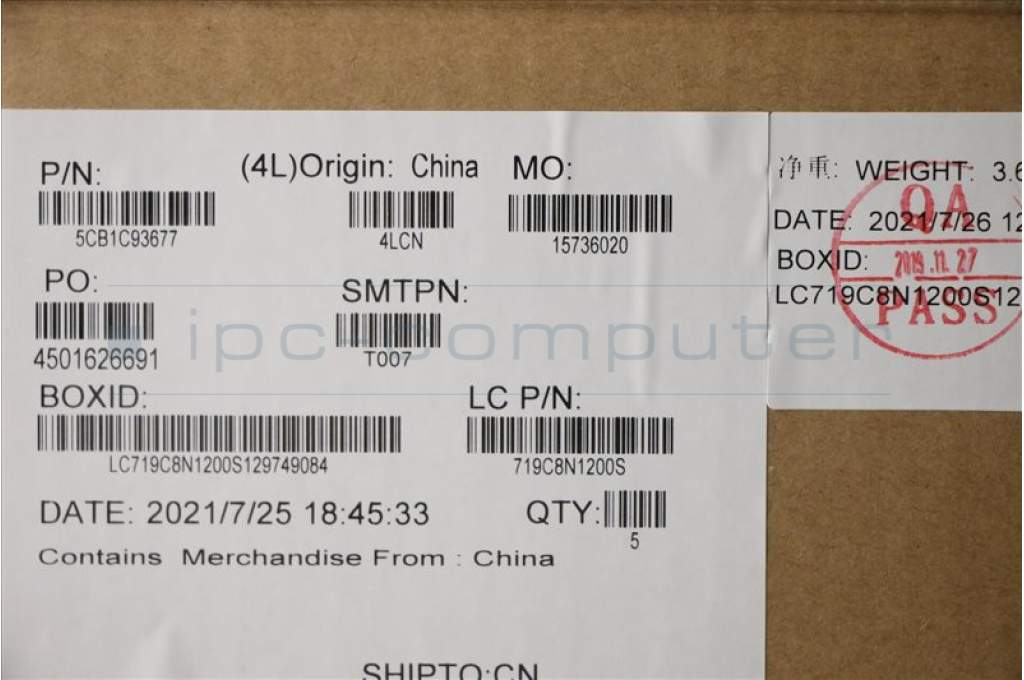 P/N:
5CB1C93677
(4L)Origin: China
4LCN
MO:
15736020
PO:
4501626691
SMTPN:
T007
BOXID:
LC719C8N1200S129749084
LC P/N:
719C8N1200S
DATE: 2021/7/25 18:45:33
QTY:
5
Contains Merchandise From : China
SHIPTO:CN
净重: WEIGHT: 3.6
DATE: 2021/7/26 12
BOXID:
LC719C8N1200S12
QA
2019.11.27
PASS
ipc-computer